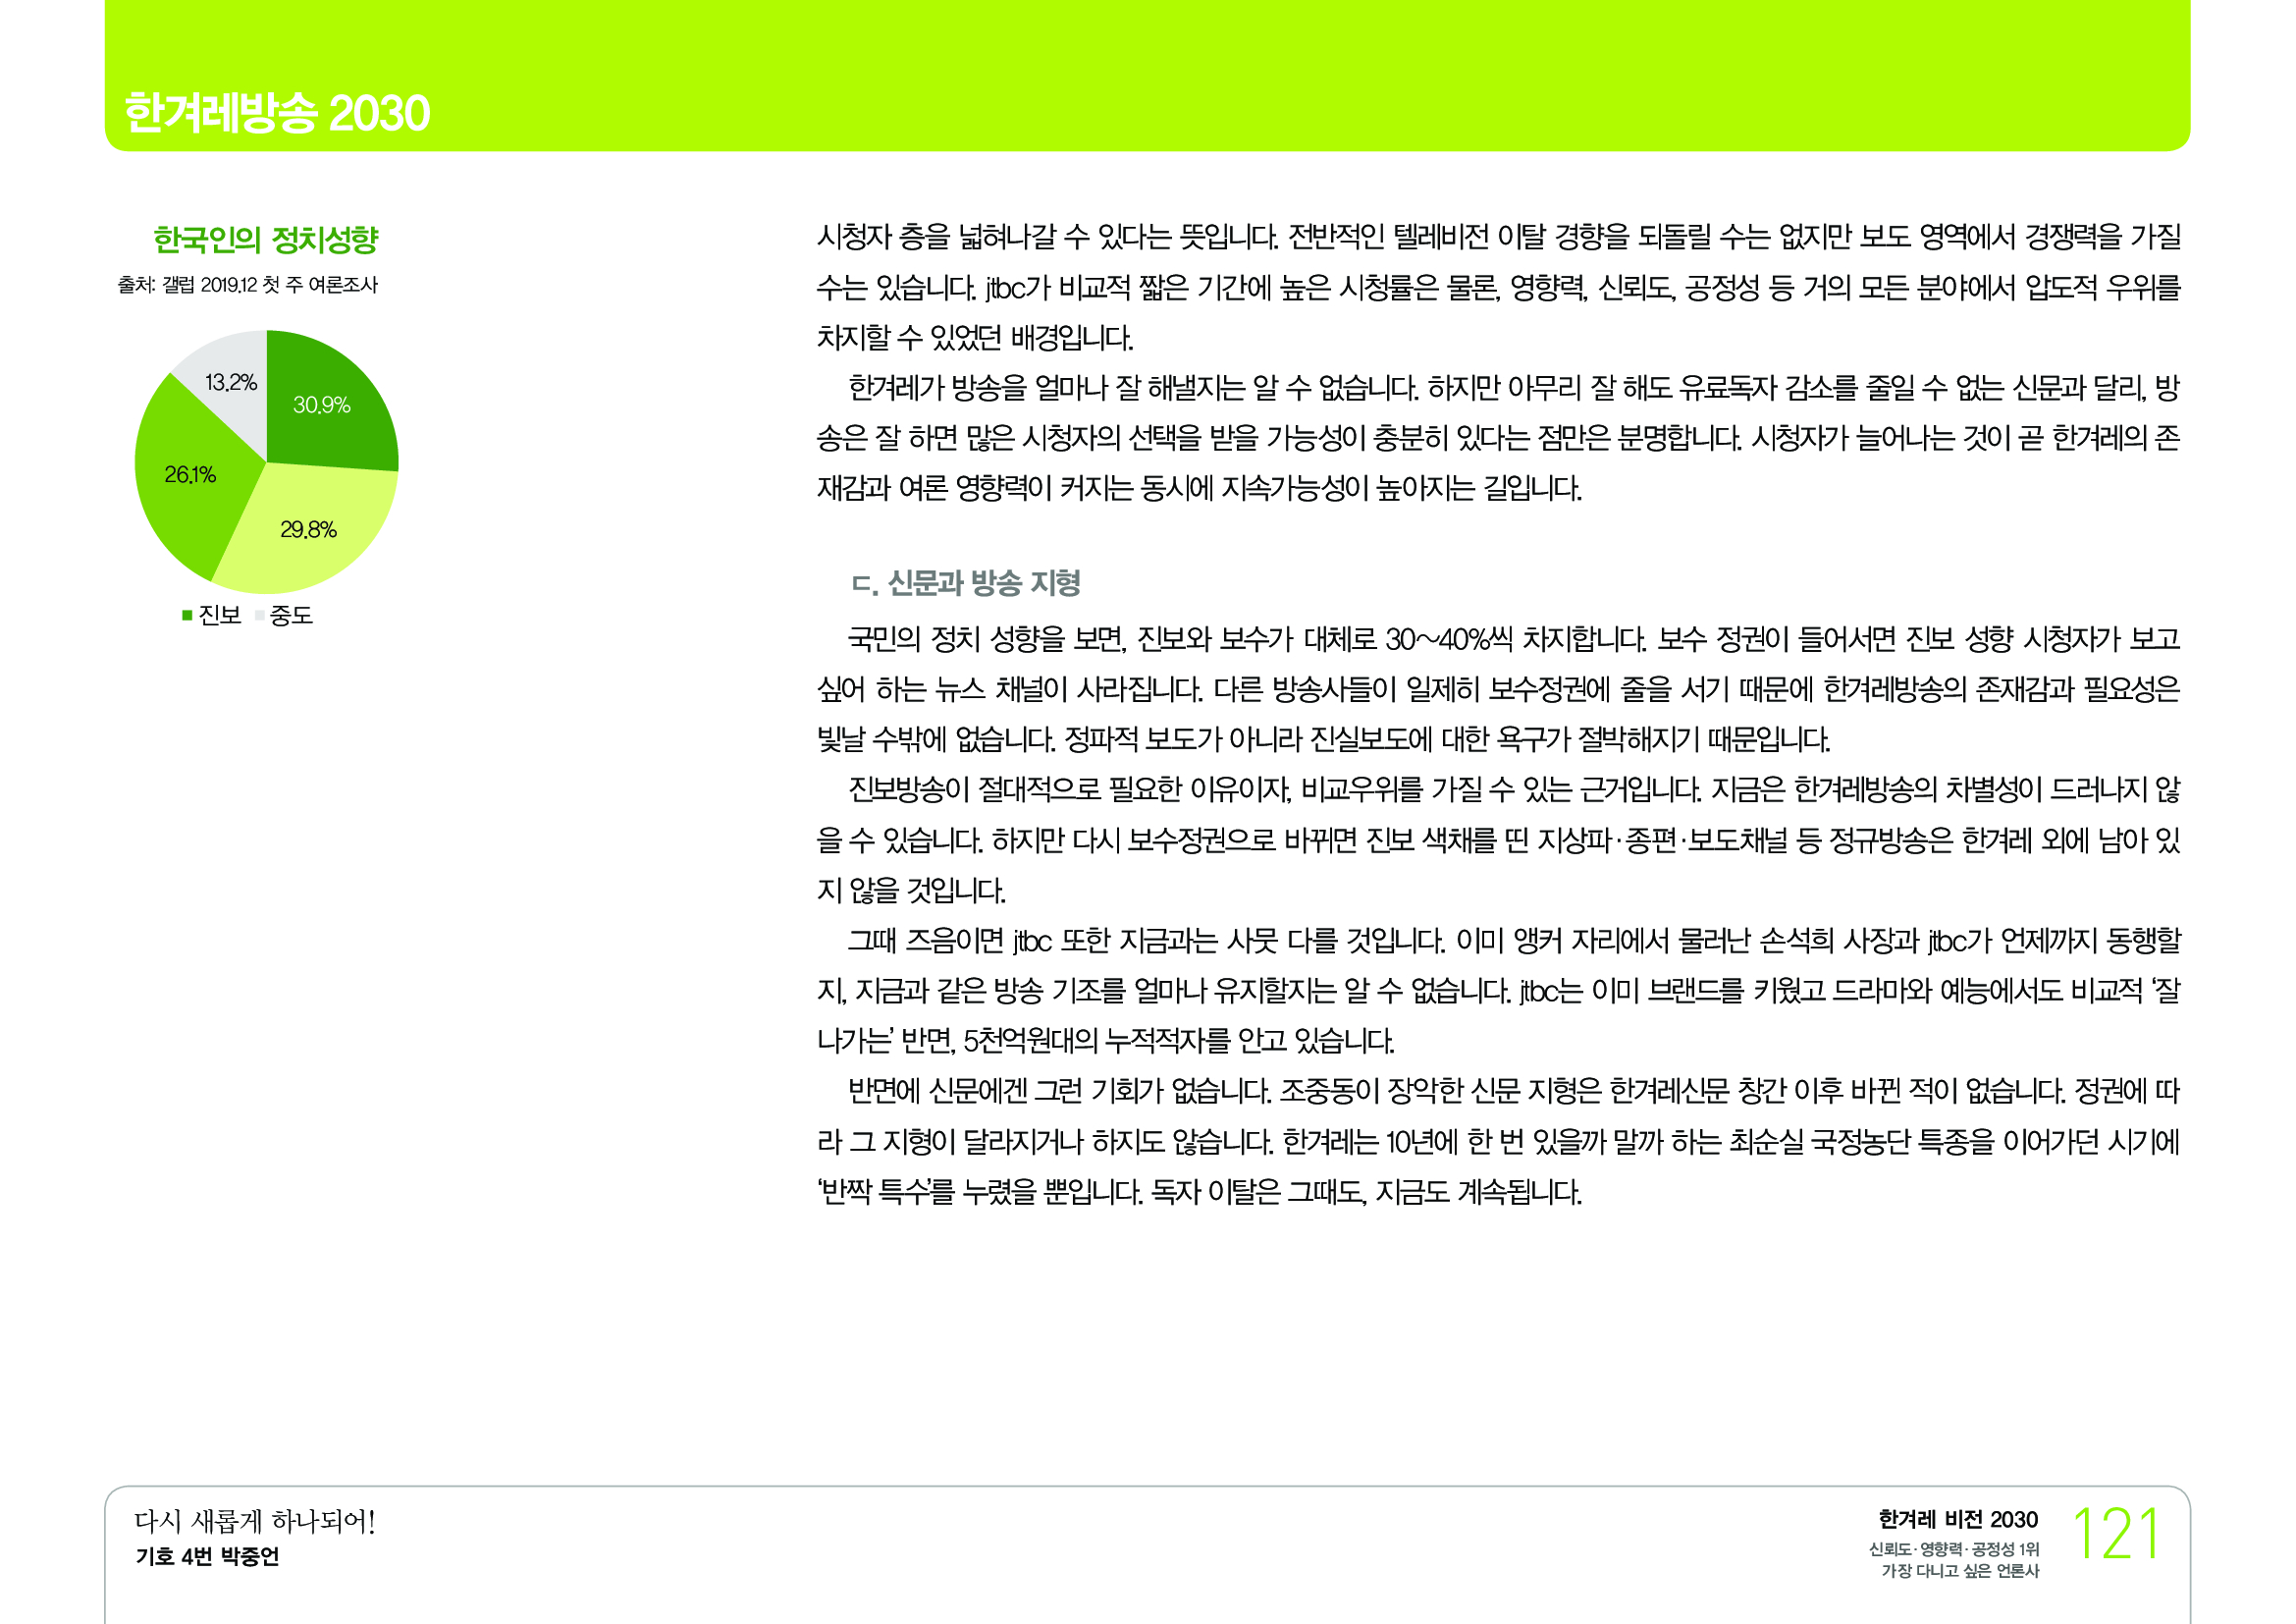 한겨레방송 2030
한국인의 정치성향
출처: 갤럽 2019.12 첫 주 여론조사
13.2%
30.9%
26.1%
29.8%
진보 중도
시청자 층을 넓혀나갈 수 있다는 뜻입니다. 전반적인 텔레비전 이탈 경향을 되돌릴 수는 없지만 보도 영역에서 경쟁력을 가질
수는 있습니다. jtbc가 비교적 짧은 기간에 높은 시청률은 물론, 영향력, 신뢰도, 공정성 등 거의 모든 분야에서 압도적 우위를
차지할 수 있었던 배경입니다.
한겨레가 방송을 얼마나 잘 해낼지는 알 수 없습니다. 하지만 아무리 잘 해도 유료독자 감소를 줄일 수 없는 신문과 달리, 방
송은 잘 하면 많은 시청자의 선택을 받을 가능성이 충분히 있다는 점만은 분명합니다. 시청자가 늘어나는 것이 곧 한겨레의 존
재감과 여론 영향력이 커지는 동시에 지속가능성이 높아지는 길입니다.
ㄷ. 신문과 방송 지형
국민의 정치 성향을 보면, 진보와 보수가 대체로 30~40%씩 차지합니다. 보수 정권이 들어서면 진보 성향 시청자가 보고
싶어 하는 뉴스 채널이 사라집니다. 다른 방송사들이 일제히 보수정권에 줄을 서기 때문에 한겨레방송의 존재감과 필요성은
빛날 수밖에 없습니다. 정파적 보도가 아니라 진실보도에 대한 욕구가 절박해지기 때문입니다.
진보방송이 절대적으로 필요한 이유이자, 비교우위를 가질 수 있는 근거입니다. 지금은 한겨레방송의 차별성이 드러나지 않
을 수 있습니다. 하지만 다시 보수정권으로 바뀌면 진보 색채를 띤 지상파·종편·보도채널 등 정규방송은 한겨레 외에 남아 있
지 않을 것입니다.
그때 즈음이면 jtbc 또한 지금과는 사뭇 다를 것입니다. 이미 앵커 자리에서 물러난 손석희 사장과 jtbc가 언제까지 동행할
지, 지금과 같은 방송 기조를 얼마나 유지할지는 알 수 없습니다. jtbc는 이미 브랜드를 키웠고 드라마와 예능에서도 비교적 ‘잘
나가는’ 반면, 5천억원대의 누적적자를 안고 있습니다.
반면에 신문에겐 그런 기회가 없습니다. 조중동이 장악한 신문 지형은 한겨레신문 창간 이후 바뀐 적이 없습니다. 정권에 따
라 그 지형이 달라지거나 하지도 않습니다. 한겨레는 10년에 한 번 있을까 말까 하는 최순실 국정농단 특종을 이어가던 시기에
‘반짝 특수’를 누렸을 뿐입니다. 독자 이탈은 그때도, 지금도 계속됩니다.
다시 새롭게 하나되어!
기호 4번 박중언
한겨레 비전 2030
신뢰도·영향력·공정성 1위
가장 다니고 싶은 언론사
121